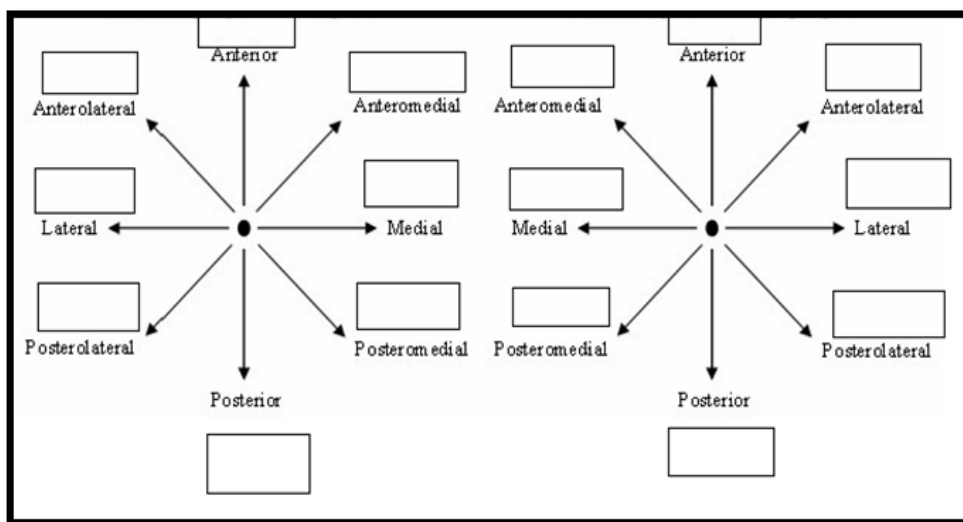 Anterior
Anterolateral
Anteromedial
Lateral
Medial
Posterolateral
Posteromedial
Posterior
Anterior
Anteromedial
Anterolateral
Medial
Lateral
Posteromedial
Posterolateral
Posterior